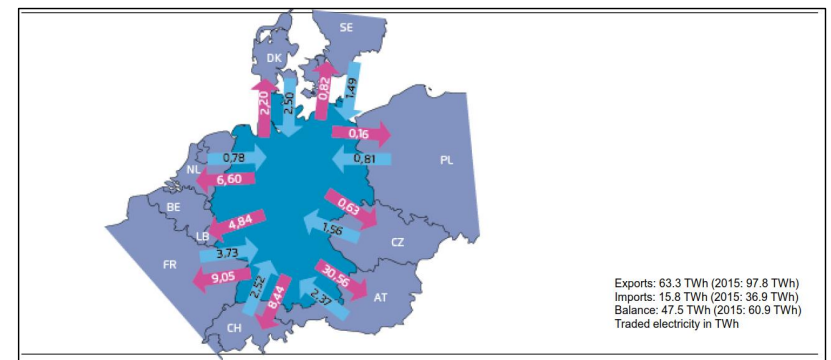 SE
DK
0,82
1.49
2,20
2,50
0,16
0,81
PL
0,78
NL
6,60
BE
0,63
4,84
1,56
LB
CZ
3,73
FR
9,05
30,56
2,52
8,44
2,37
AT
CH
Exports: 63.3 TWh (2015: 97.8 TWh)
Imports: 15.8 TWh (2015: 36.9 TWh)
Balance: 47.5 TWh (2015: 60.9 TWh)
Traded electricity in TWh